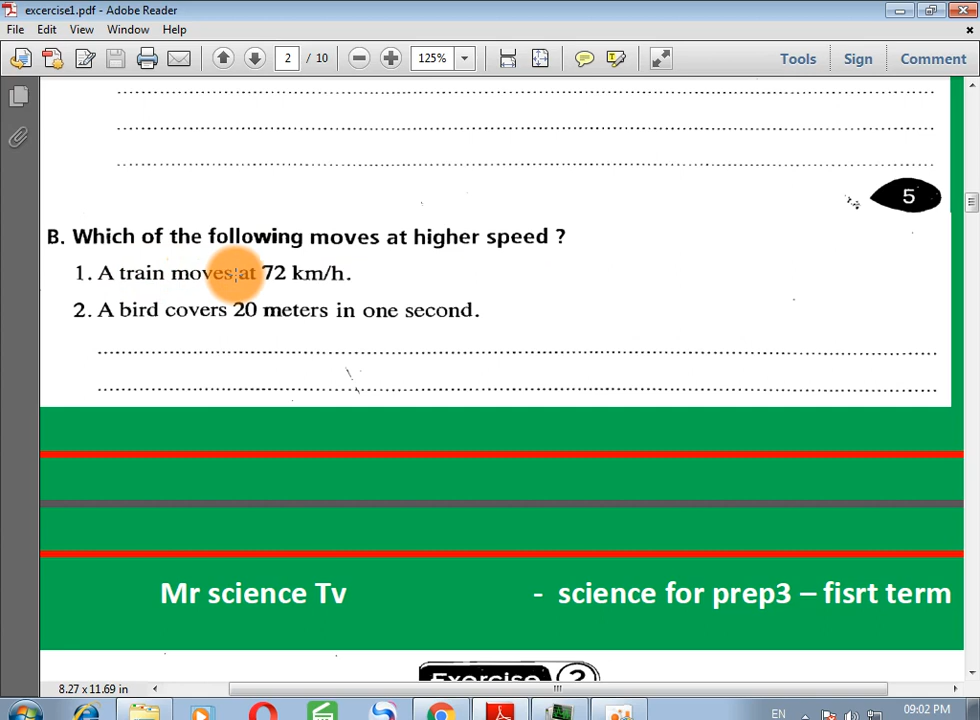 excercise1.pdf - Adobe Reader
File Edit View Window Help
2 / 10 125% Tools Sign Comment
5
B. Which of the following moves at higher speed ?
1. A train moves at 72 km/h.
2. A bird covers 20 meters in one second.
Mr science Tv - science for prep3 – fisrt term
Exercise 2
8.27 x 11.69 in
EN 09:02 PM